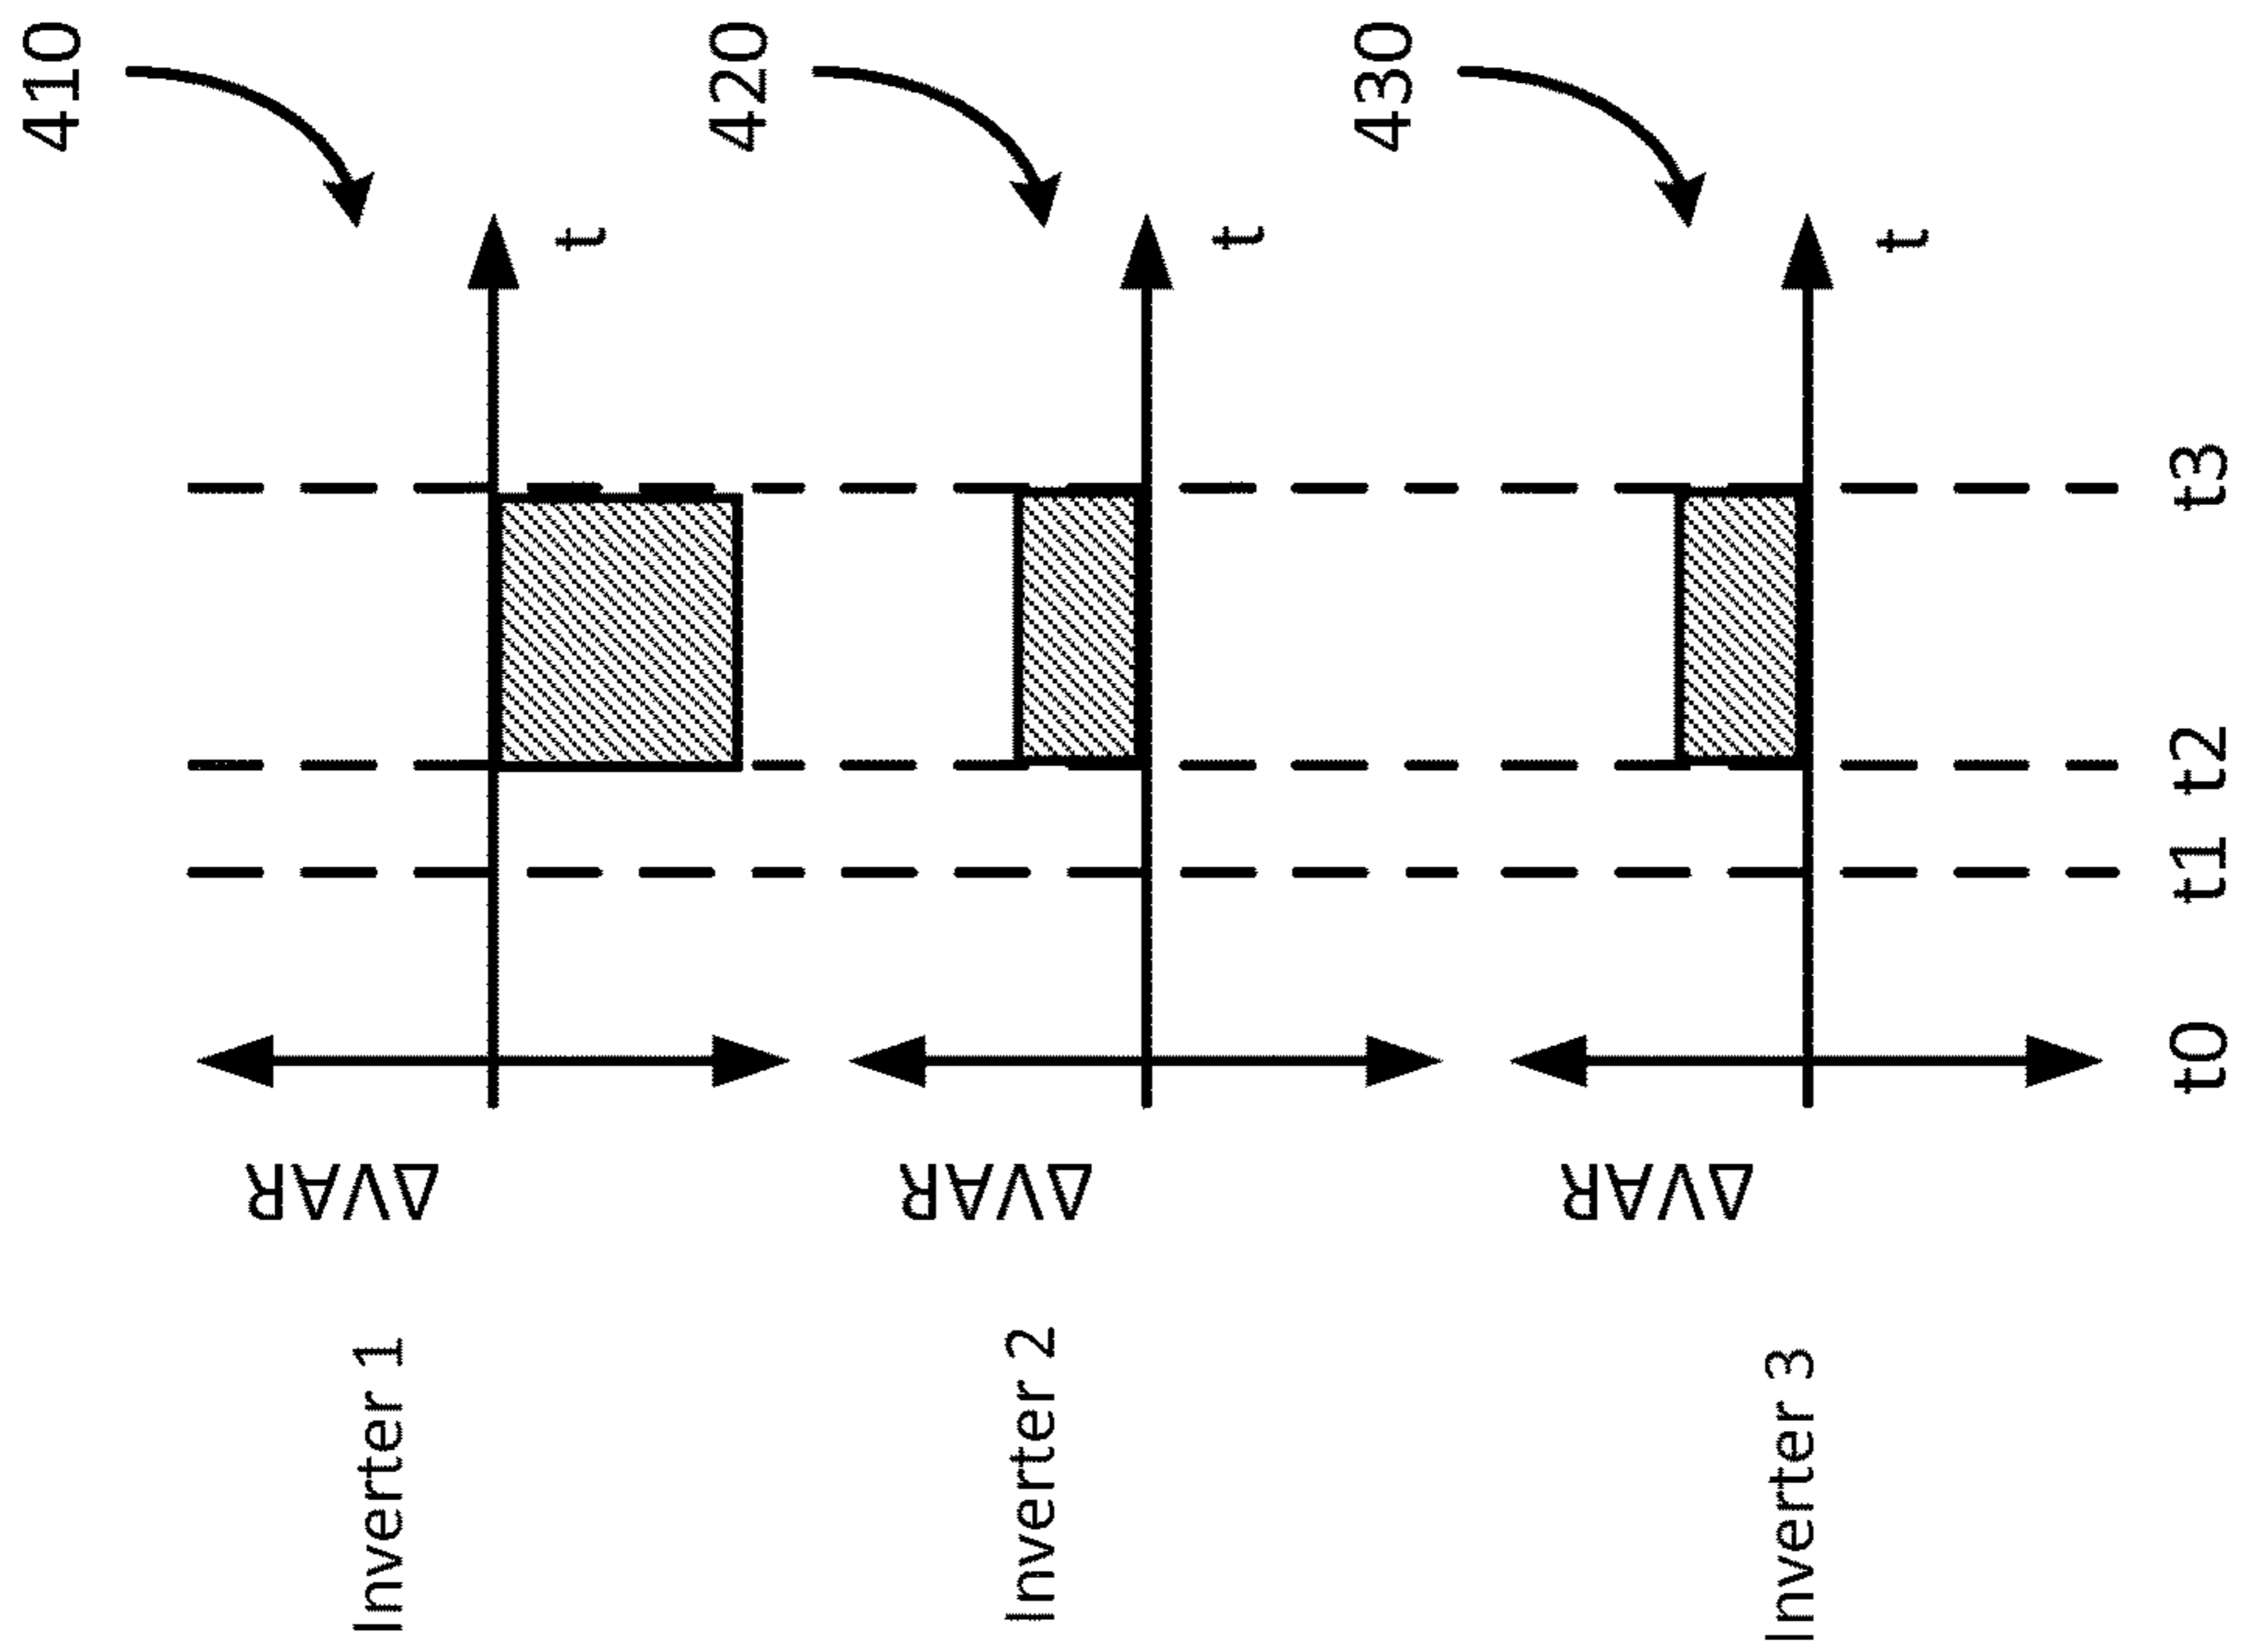 410
Inverter 1
ΔVAR
t
420
Inverter 2
ΔVAR
t
430
Inverter 3
ΔVAR
t
t0 t1 t2 t3